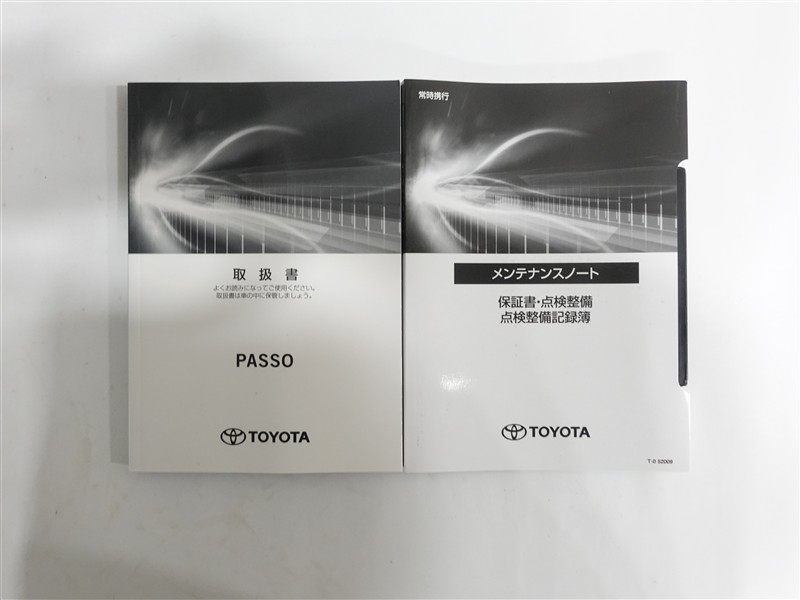 取扱書
よくお読みになってご使用ください。
取扱書は車の中に保管しましょう。
PASSO
TOYOTA
常時携行
メンテナンスノート
保証書・点検整備
点検整備記録簿
TOYOTA
T-0 S2009